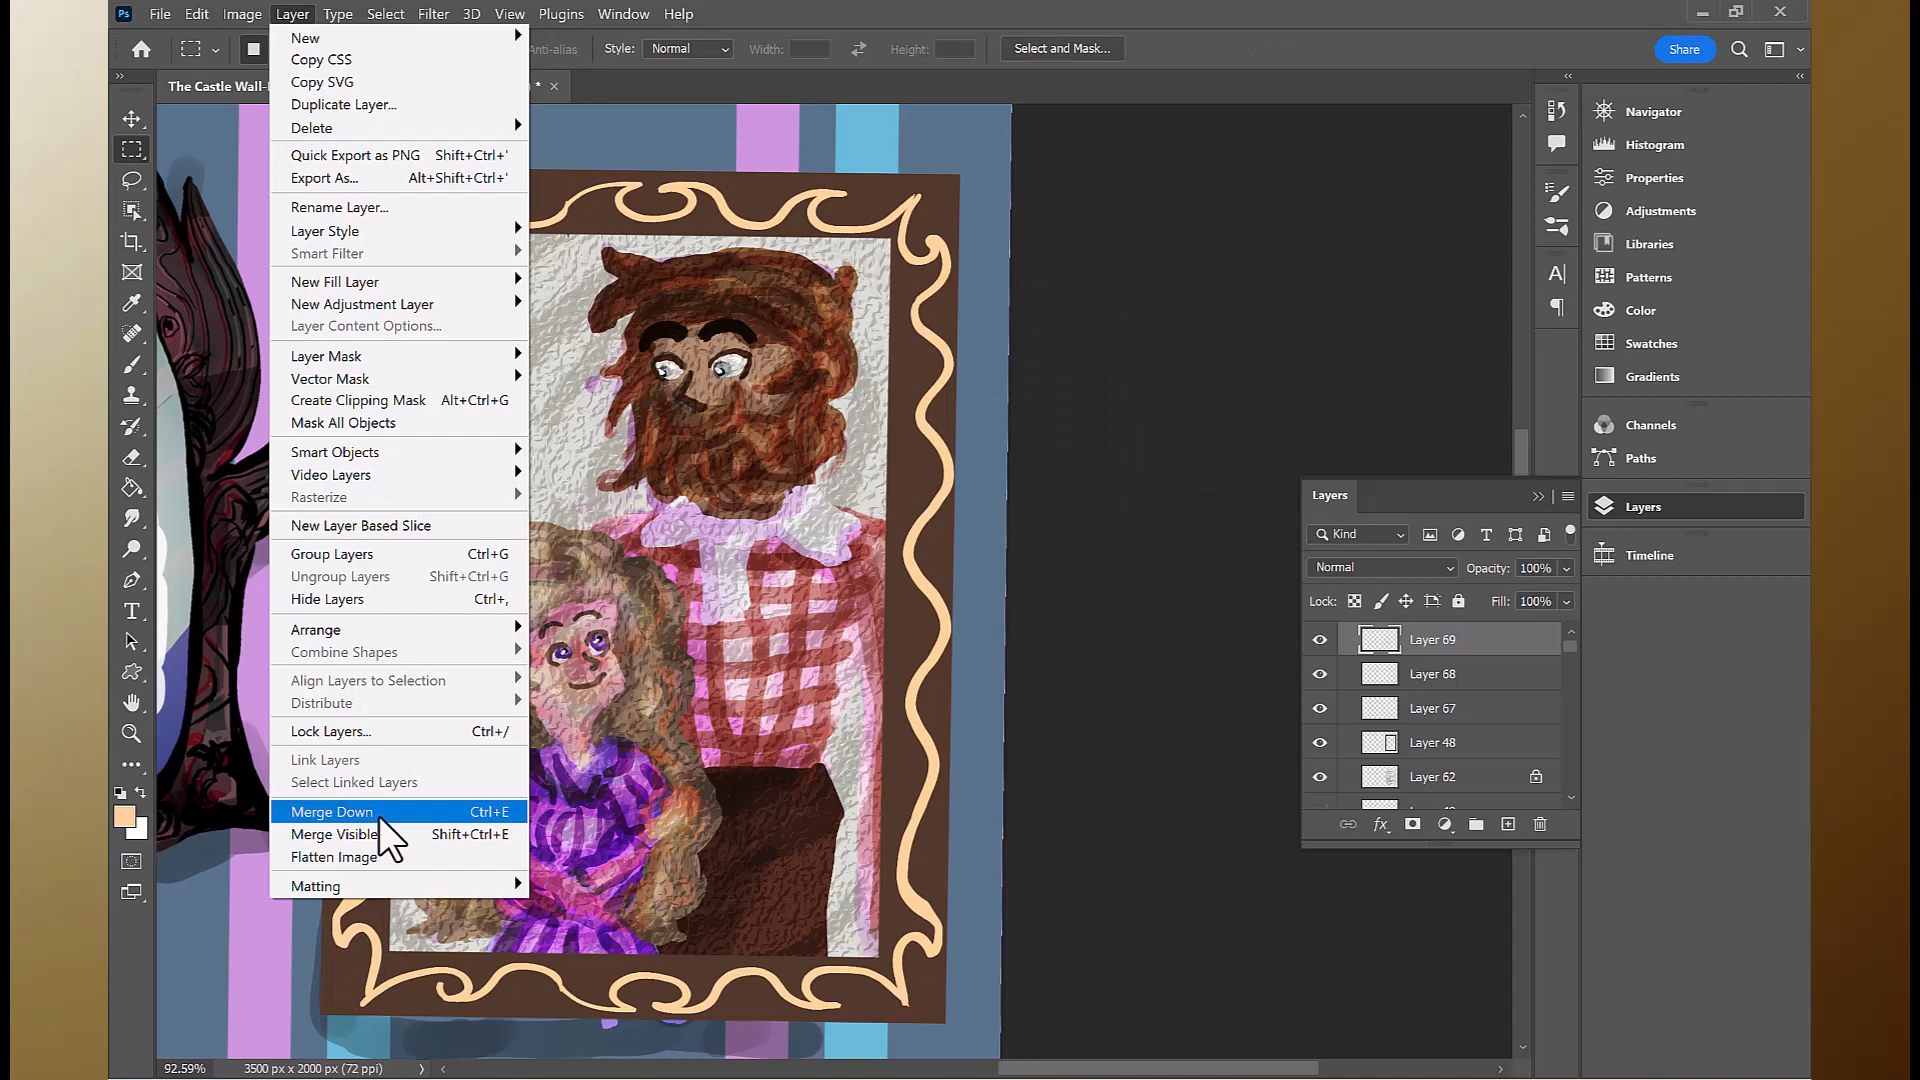 Ps File Edit Image Layer Type Select Filter 3D View Plugins Window Help
Anti-alias Style: Normal Width: Height: Select and Mask... Share
The Castle Wall- * ×
New
Copy CSS
Copy SVG
Duplicate Layer...
Delete
Quick Export as PNG Shift+Ctrl+'
Export As... Alt+Shift+Ctrl+'
Rename Layer...
Layer Style
Smart Filter
New Fill Layer
New Adjustment Layer
Layer Content Options...
Layer Mask
Vector Mask
Create Clipping Mask Alt+Ctrl+G
Mask All Objects
Smart Objects
Video Layers
Rasterize
New Layer Based Slice
Group Layers Ctrl+G
Ungroup Layers Shift+Ctrl+G
Hide Layers Ctrl+,
Arrange
Combine Shapes
Align Layers to Selection
Distribute
Lock Layers... Ctrl+/
Link Layers
Select Linked Layers
Merge Down Ctrl+E
Merge Visible Shift+Ctrl+E
Flatten Image
Matting
Navigator
Histogram
Properties
Adjustments
Libraries
Patterns
Color
Swatches
Gradients
Channels
Paths
Layers
Timeline
Layers
Kind
Normal Opacity: 100%
Lock: Fill: 100%
Layer 69
Layer 68
Layer 67
Layer 48
Layer 62
fx
92.59% 3500 px x 2000 px (72 ppi)